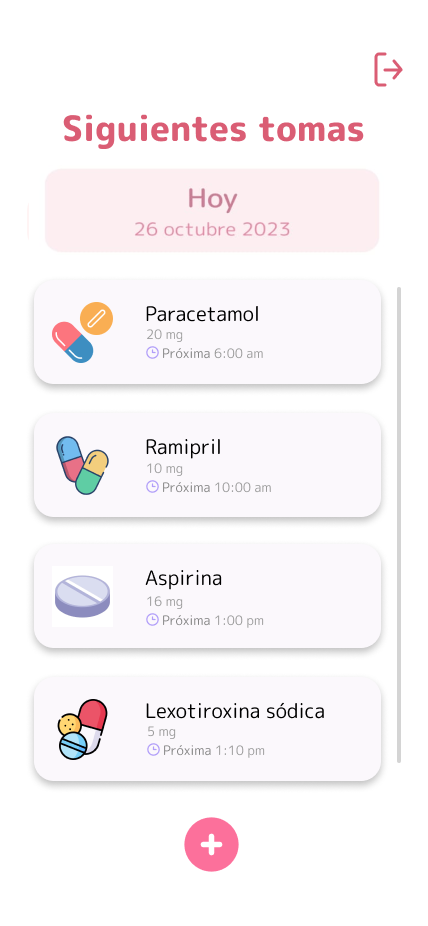 Siguientes tomas
Hoy
26 octubre 2023
Paracetamol
20 mg
Próxima 6:00 am
Ramipril
10 mg
Próxima 10:00 am
Aspirina
16 mg
Próxima 1:00 pm
Lexotiroxina sódica
5 mg
Próxima 1:10 pm